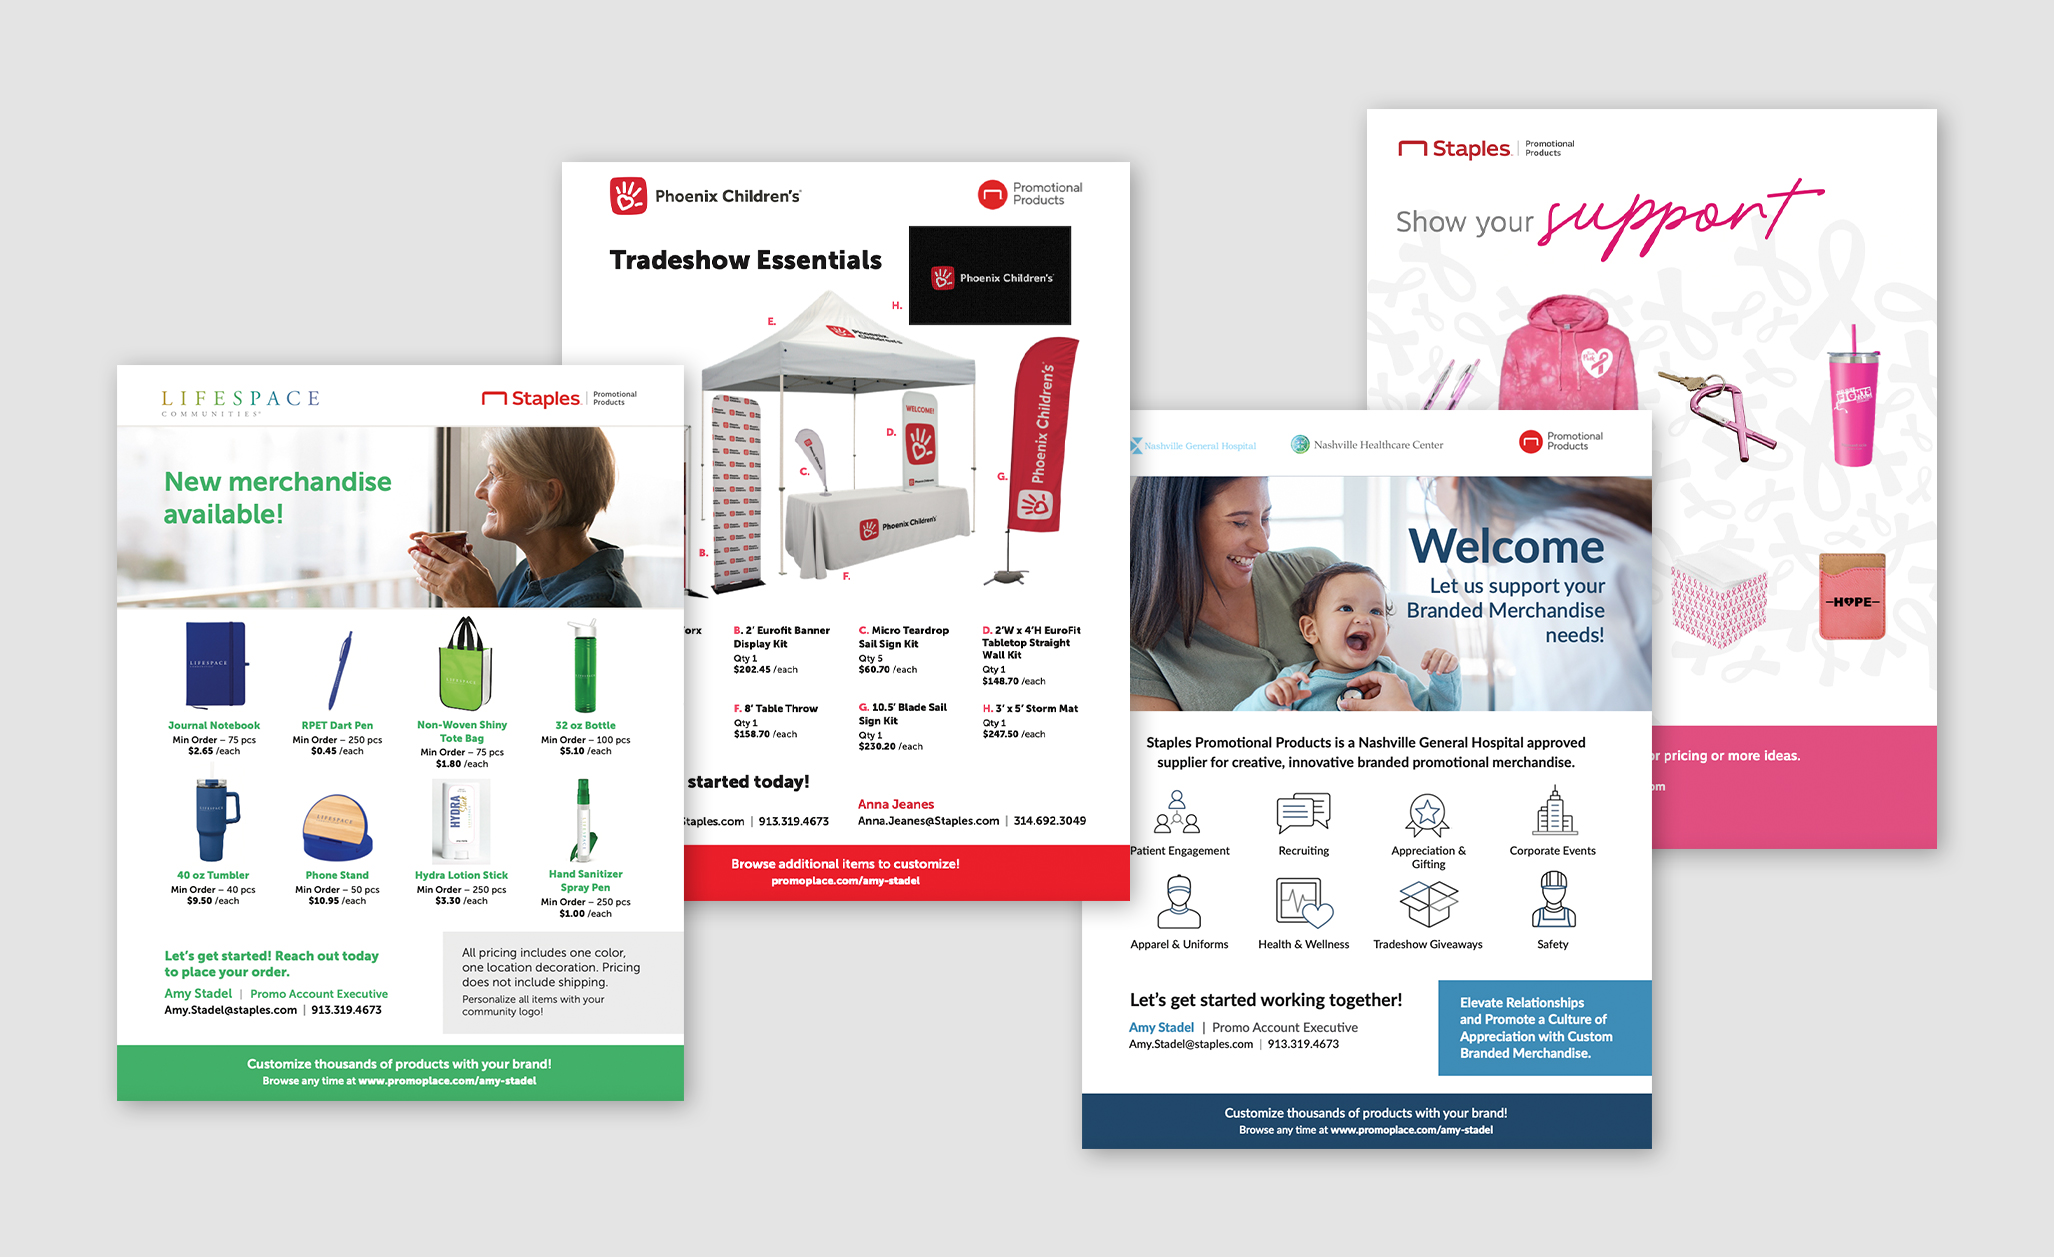 LIFESPACE
COMMUNITIES
Staples
Promotional
Products
New merchandise
available!
LIFESPACE
Journal Notebook
Min Order – 75 pcs
$2.65 /each
RPET Dart Pen
Min Order – 250 pcs
$0.45 /each
LIFESPACE
Non-Woven Shiny
Tote Bag
Min Order – 75 pcs
$1.80 /each
32 oz Bottle
Min Order – 100 pcs
$5.10 /each
LIFESPACE
40 oz Tumbler
Min Order – 40 pcs
$9.50 /each
LIFESPACE
Phone Stand
Min Order – 50 pcs
$10.95 /each
HYDRA
Hydra Lotion Stick
Min Order – 250 pcs
$3.30 /each
Hand Sanitizer
Spray Pen
Min Order – 250 pcs
$1.00 /each
Let's get started! Reach out today
to place your order.
Amy Stadel | Promo Account Executive
Amy.Stadel@staples.com | 913.319.4673
All pricing includes one color,
one location decoration. Pricing
does not include shipping.
Personalize all items with your
community logo!
Customize thousands of products with your brand!
Browse any time at www.promoplace.com/amy-stadel
Phoenix Children's
Promotional
Products
Tradeshow Essentials
Phoenix Children's
H.
E.
Phoenix
Children's
WELCOME!
D.
C.
Phoenix Children's
Phoenix Children's
Phoenix Children's
G.
B.
F.
orx
B. 2' Eurofit Banner
Display Kit
Qty 1
$202.45 /each
C. Micro Teardrop
Sail Sign Kit
Qty 5
$60.70 /each
D. 2'W x 4'H EuroFit
Tabletop Straight
Wall Kit
Qty 1
$148.70 /each
F. 8' Table Throw
Qty 1
$158.70 /each
G. 10.5' Blade Sail
Sign Kit
Qty 1
$230.20 /each
H. 3' x 5' Storm Mat
Qty 1
$247.50 /each
started today!
Staples.com | 913.319.4673
Anna Jeanes
Anna.Jeanes@Staples.com | 314.692.3049
Browse additional items to customize!
promoplace.com/amy-stadel
Nashville General Hospital
Nashville Healthcare Center
Promotional
Products
Welcome
Let us support your
Branded Merchandise
needs!
Staples Promotional Products is a Nashville General Hospital approved
supplier for creative, innovative branded promotional merchandise.
Patient Engagement
Recruiting
Appreciation &
Gifting
Corporate Events
Apparel & Uniforms
Health & Wellness
Tradeshow Giveaways
Safety
Let's get started working together!
Amy Stadel | Promo Account Executive
Amy.Stadel@staples.com | 913.319.4673
Elevate Relationships
and Promote a Culture of
Appreciation with Custom
Branded Merchandise.
Customize thousands of products with your brand!
Browse any time at www.promoplace.com/amy-stadel
Staples
Promotional
Products
Show your support
HOPE
or pricing or more ideas.
om